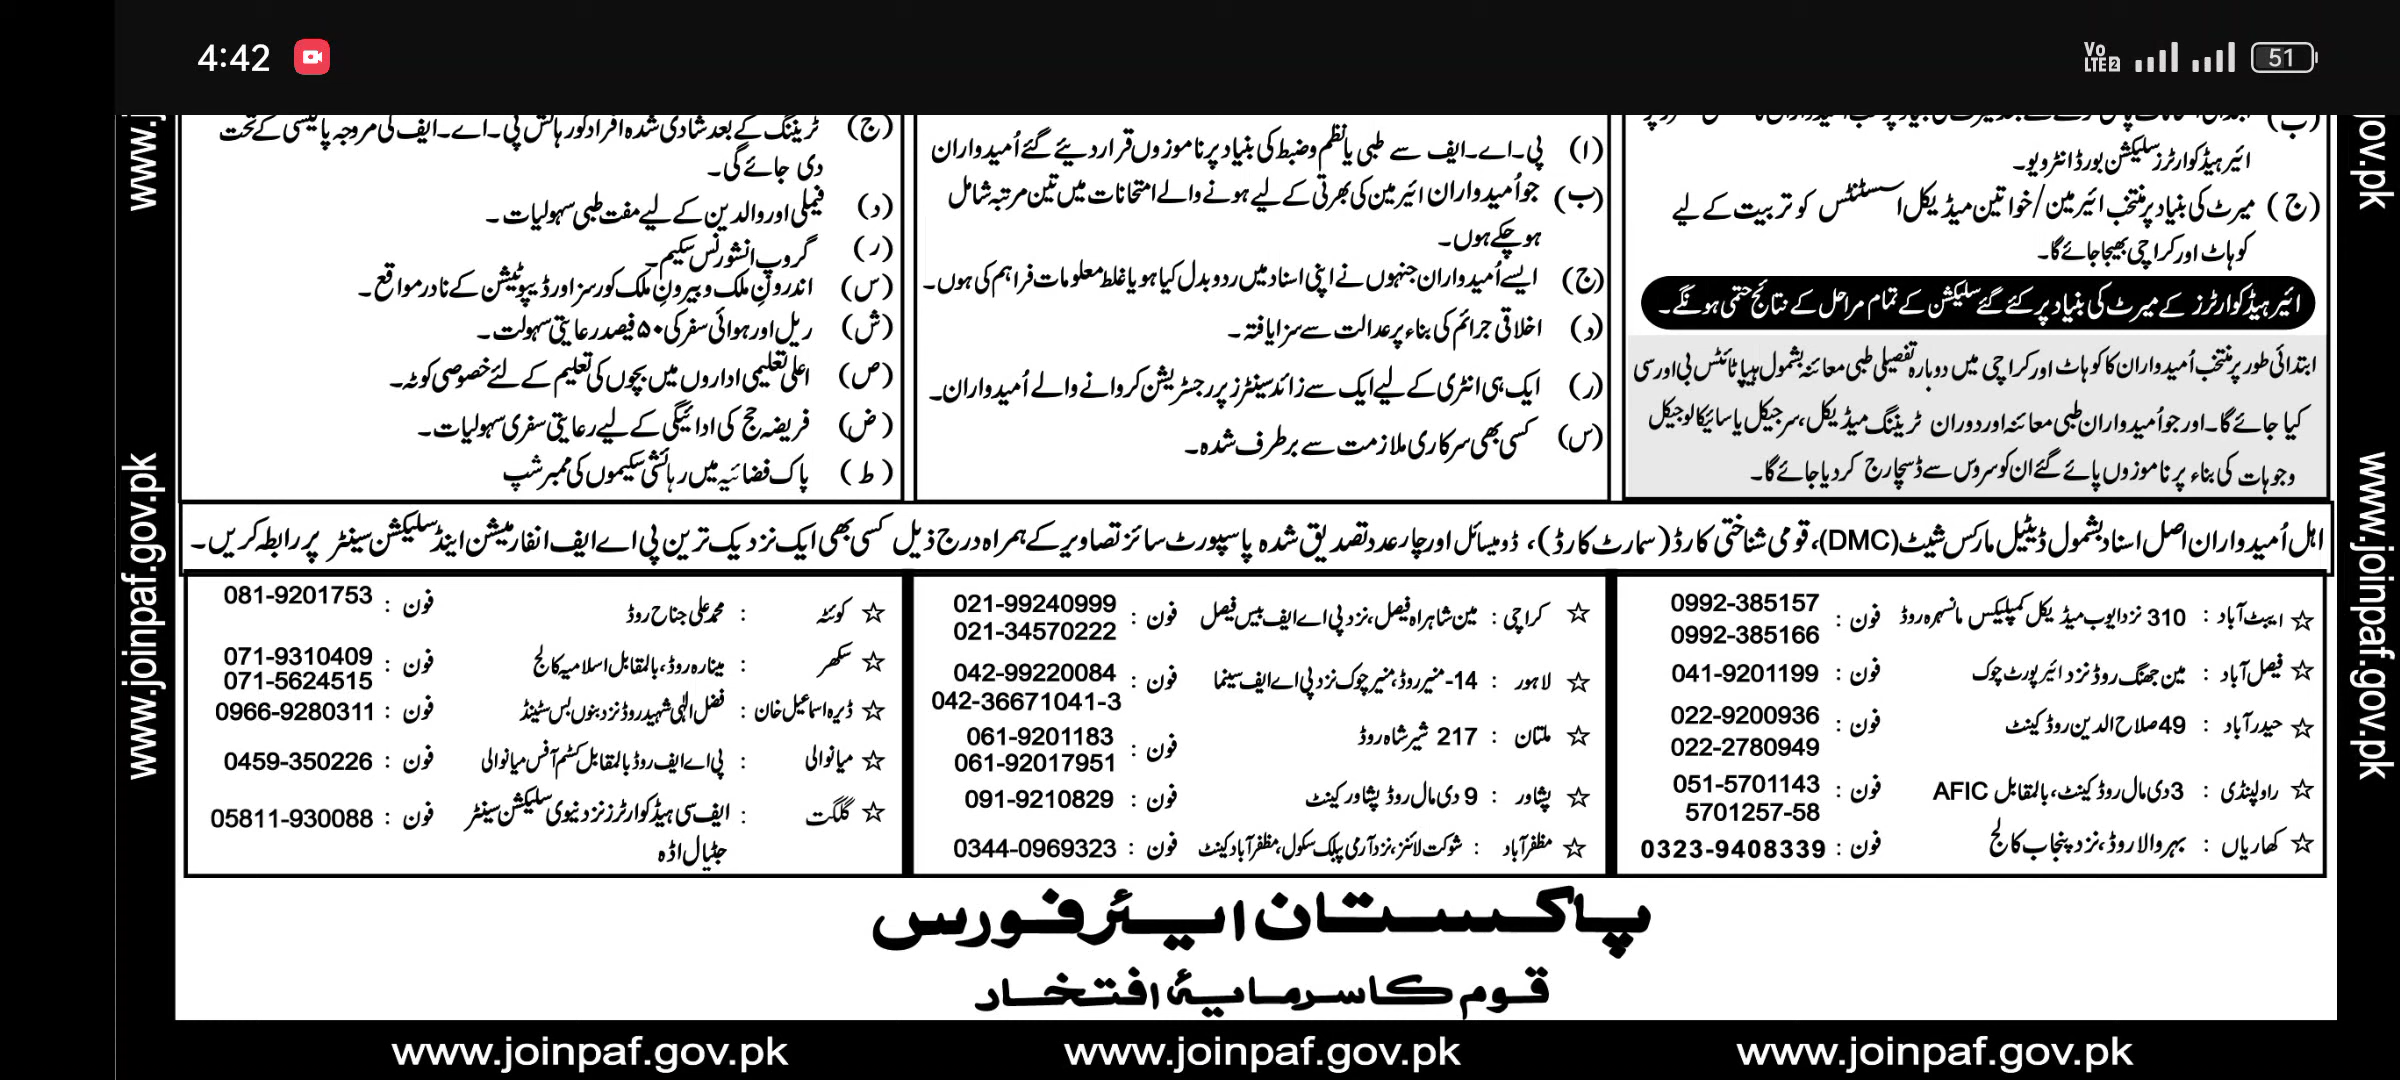 4:42
Vo LTE2
51
ائیر ہیڈکوارٹرز سلیکشن بورڈ انٹرویو۔
(ج) میرٹ کی بنیاد پر منتخب ائیر مین/خواتین میڈیکل اسسٹنٹس کو تربیت کے لیے
کوہاٹ اور کراچی بھیجا جائے گا۔
ائیر ہیڈ کوارٹرز کے میرٹ کی بنیاد پر کئے گئے سلیکشن کے تمام مراحل کے نتائج حتمی ہونگے۔
ابتدائی طور پر منتخب اُمیدواران کا کوہاٹ اور کراچی میں دوبارہ تفصیلی طبی معائنہ بشمول ہیپاٹائٹس بی اور سی
کیا جائے گا۔ اور جو اُمیدواران طبی معائنہ اور دوران ٹریننگ میڈیکل، سرجیکل یا سائیکالوجیکل
وجوہات کی بناء پر ناموزوں پائے گئے ان کو سروس سے ڈسچارج کر دیا جائے گا۔
(ا) پی۔اے۔ایف سے طبی یا نظم و ضبط کی بنیاد پر ناموزوں قرار دیئے گئے اُمیدواران
(ب) جو اُمیدواران ائیر مین کی بھرتی کے لیے ہونے والے امتحانات میں تین مرتبہ شامل
ہو چکے ہوں۔
(ج) ایسے اُمیدواران جنہوں نے اپنی اسناد میں ردوبدل کیا ہو یا غلط معلومات فراہم کی ہوں۔
(د) اخلاقی جرائم کی بناء پر عدالت سے سزا یافتہ۔
(ر) ایک ہی انٹری کے لیے ایک سے زائد سینٹرز پر رجسٹریشن کروانے والے اُمیدواران۔
(س) کسی بھی سرکاری ملازمت سے برطرف شدہ۔
(ج) ٹریننگ کے بعد شادی شدہ افراد کو رہائش پی۔اے۔ایف کی مروجہ پالیسی کے تحت
دی جائے گی۔
(د) فیملی اور والدین کے لیے مفت طبی سہولیات۔
(ر) گروپ انشورنس سکیم۔
(س) اندرونِ ملک و بیرونِ ملک کورسز اور ڈیپوٹیشن کے نادر مواقع۔
(ش) ریل اور ہوائی سفر کی ۵۰ فیصد رعایتی سہولت۔
(ص) اعلیٰ تعلیمی اداروں میں بچوں کی تعلیم کے لئے خصوصی کوٹہ۔
(ض) فریضہ حج کی ادائیگی کے لیے رعایتی سفری سہولیات۔
(ط) پاک فضائیہ میں رہائشی سکیموں کی ممبر شپ
اہل اُمیدواران اصل اسناد بشمول ڈیٹیل مارکس شیٹ (DMC)، قومی شناختی کارڈ (سمارٹ کارڈ)، ڈومیسائل اور چار عدد تصدیق شدہ پاسپورٹ سائز تصاویر کے ہمراہ درج ذیل کسی بھی ایک نزدیک ترین پی اے ایف انفارمیشن اینڈ سلیکشن سینٹر پر رابطہ کریں۔
☆ ایبٹ آباد : 310 نزد ایوب میڈیکل کمپلیکس مانسہرہ روڈ فون : 0992-385157
0992-385166
☆ فیصل آباد : مین جھنگ روڈ نزد ائیرپورٹ چوک فون : 041-9201199
☆ حیدرآباد : 49 صلاح الدین روڈ کینٹ فون : 022-9200936
022-2780949
☆ راولپنڈی : 3 دی مال روڈ کینٹ، بالمقابل AFIC فون : 051-5701143
5701257-58
☆ کھاریاں : بہروالا روڈ، نزد پنجاب کالج فون : 0323-9408339
☆ کراچی : مین شاہراہ فیصل، نزد پی اے ایف بیس فیصل فون : 021-99240999
021-34570222
☆ لاہور : 14-منیر روڈ، منیر چوک نزد پی اے ایف سینما فون : 042-99220084
042-36671041-3
☆ ملتان : 217 شیر شاہ روڈ فون : 061-9201183
061-92017951
☆ پشاور : 9 دی مال روڈ پشاور کینٹ فون : 091-9210829
☆ مظفرآباد : شوکت لائنز، نزد آرمی پبلک سکول، مظفرآباد کینٹ فون : 0344-0969323
☆ کوئٹہ : محمد علی جناح روڈ فون : 081-9201753
☆ سکھر : مینارہ روڈ، بالمقابل اسلامیہ کالج فون : 071-9310409
071-5624515
☆ ڈیرہ اسماعیل خان : فضل الٰہی شہید روڈ نزد بنوں بس سٹینڈ فون : 0966-9280311
☆ میانوالی : پی اے ایف روڈ بالمقابل کسٹم آفس میانوالی فون : 0459-350226
☆ گلگت : ایف سی ہیڈ کوارٹرز نزد نیوی سلیکشن سینٹر فون : 05811-930088
جٹیال اڈہ
پاکستان ایئر فورس
قوم کا سرمایۂ افتخار
www.joinpaf.gov.pk
www.joinpaf.gov.pk
www.joinpaf.gov.pk
www.joinpaf.gov.pk
www.joinpaf.gov.pk